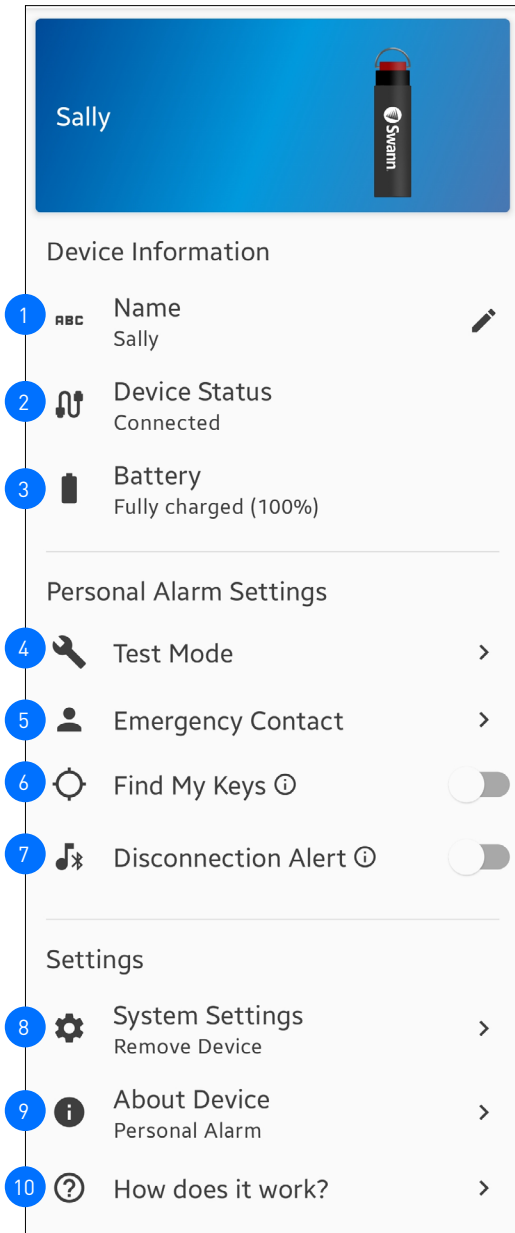 Sally
Swann
Device Information
1
ABC
Name
Sally
2
Device Status
Connected
3
Battery
Fully charged (100%)
Personal Alarm Settings
4
Test Mode
5
Emergency Contact
6
Find My Keys
7
Disconnection Alert
Settings
8
System Settings
Remove Device
9
About Device
Personal Alarm
10
How does it work?